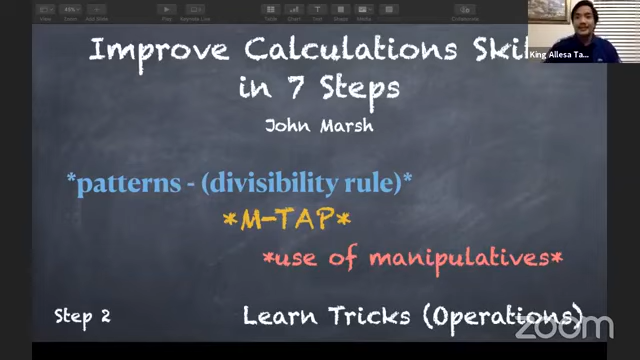 Improve Calculations Skil
in 7 Steps
John Marsh
King Allesa Ta...
*patterns - (divisibility rule)*
*M-TAP*
*use of manipulatives*
Step 2
Learn Tricks (Operations)
zoom